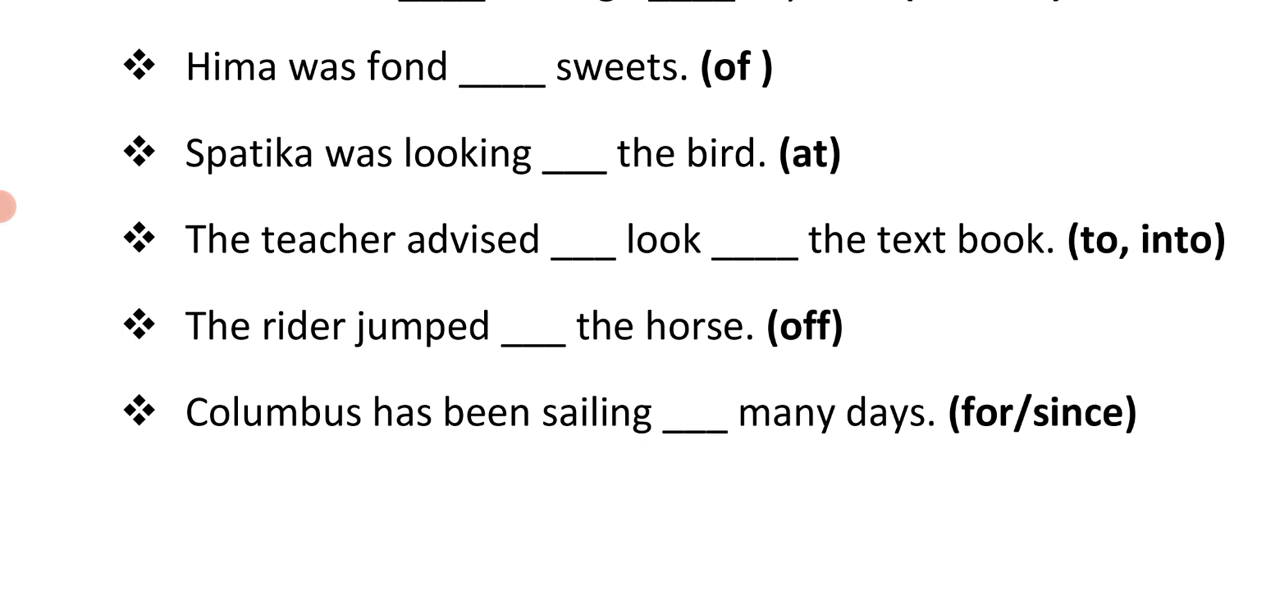 ❖ Hima was fond ____ sweets. (of )
❖ Spatika was looking ___ the bird. (at)
❖ The teacher advised ___ look ____ the text book. (to, into)
❖ The rider jumped ___ the horse. (off)
❖ Columbus has been sailing ___ many days. (for/since)